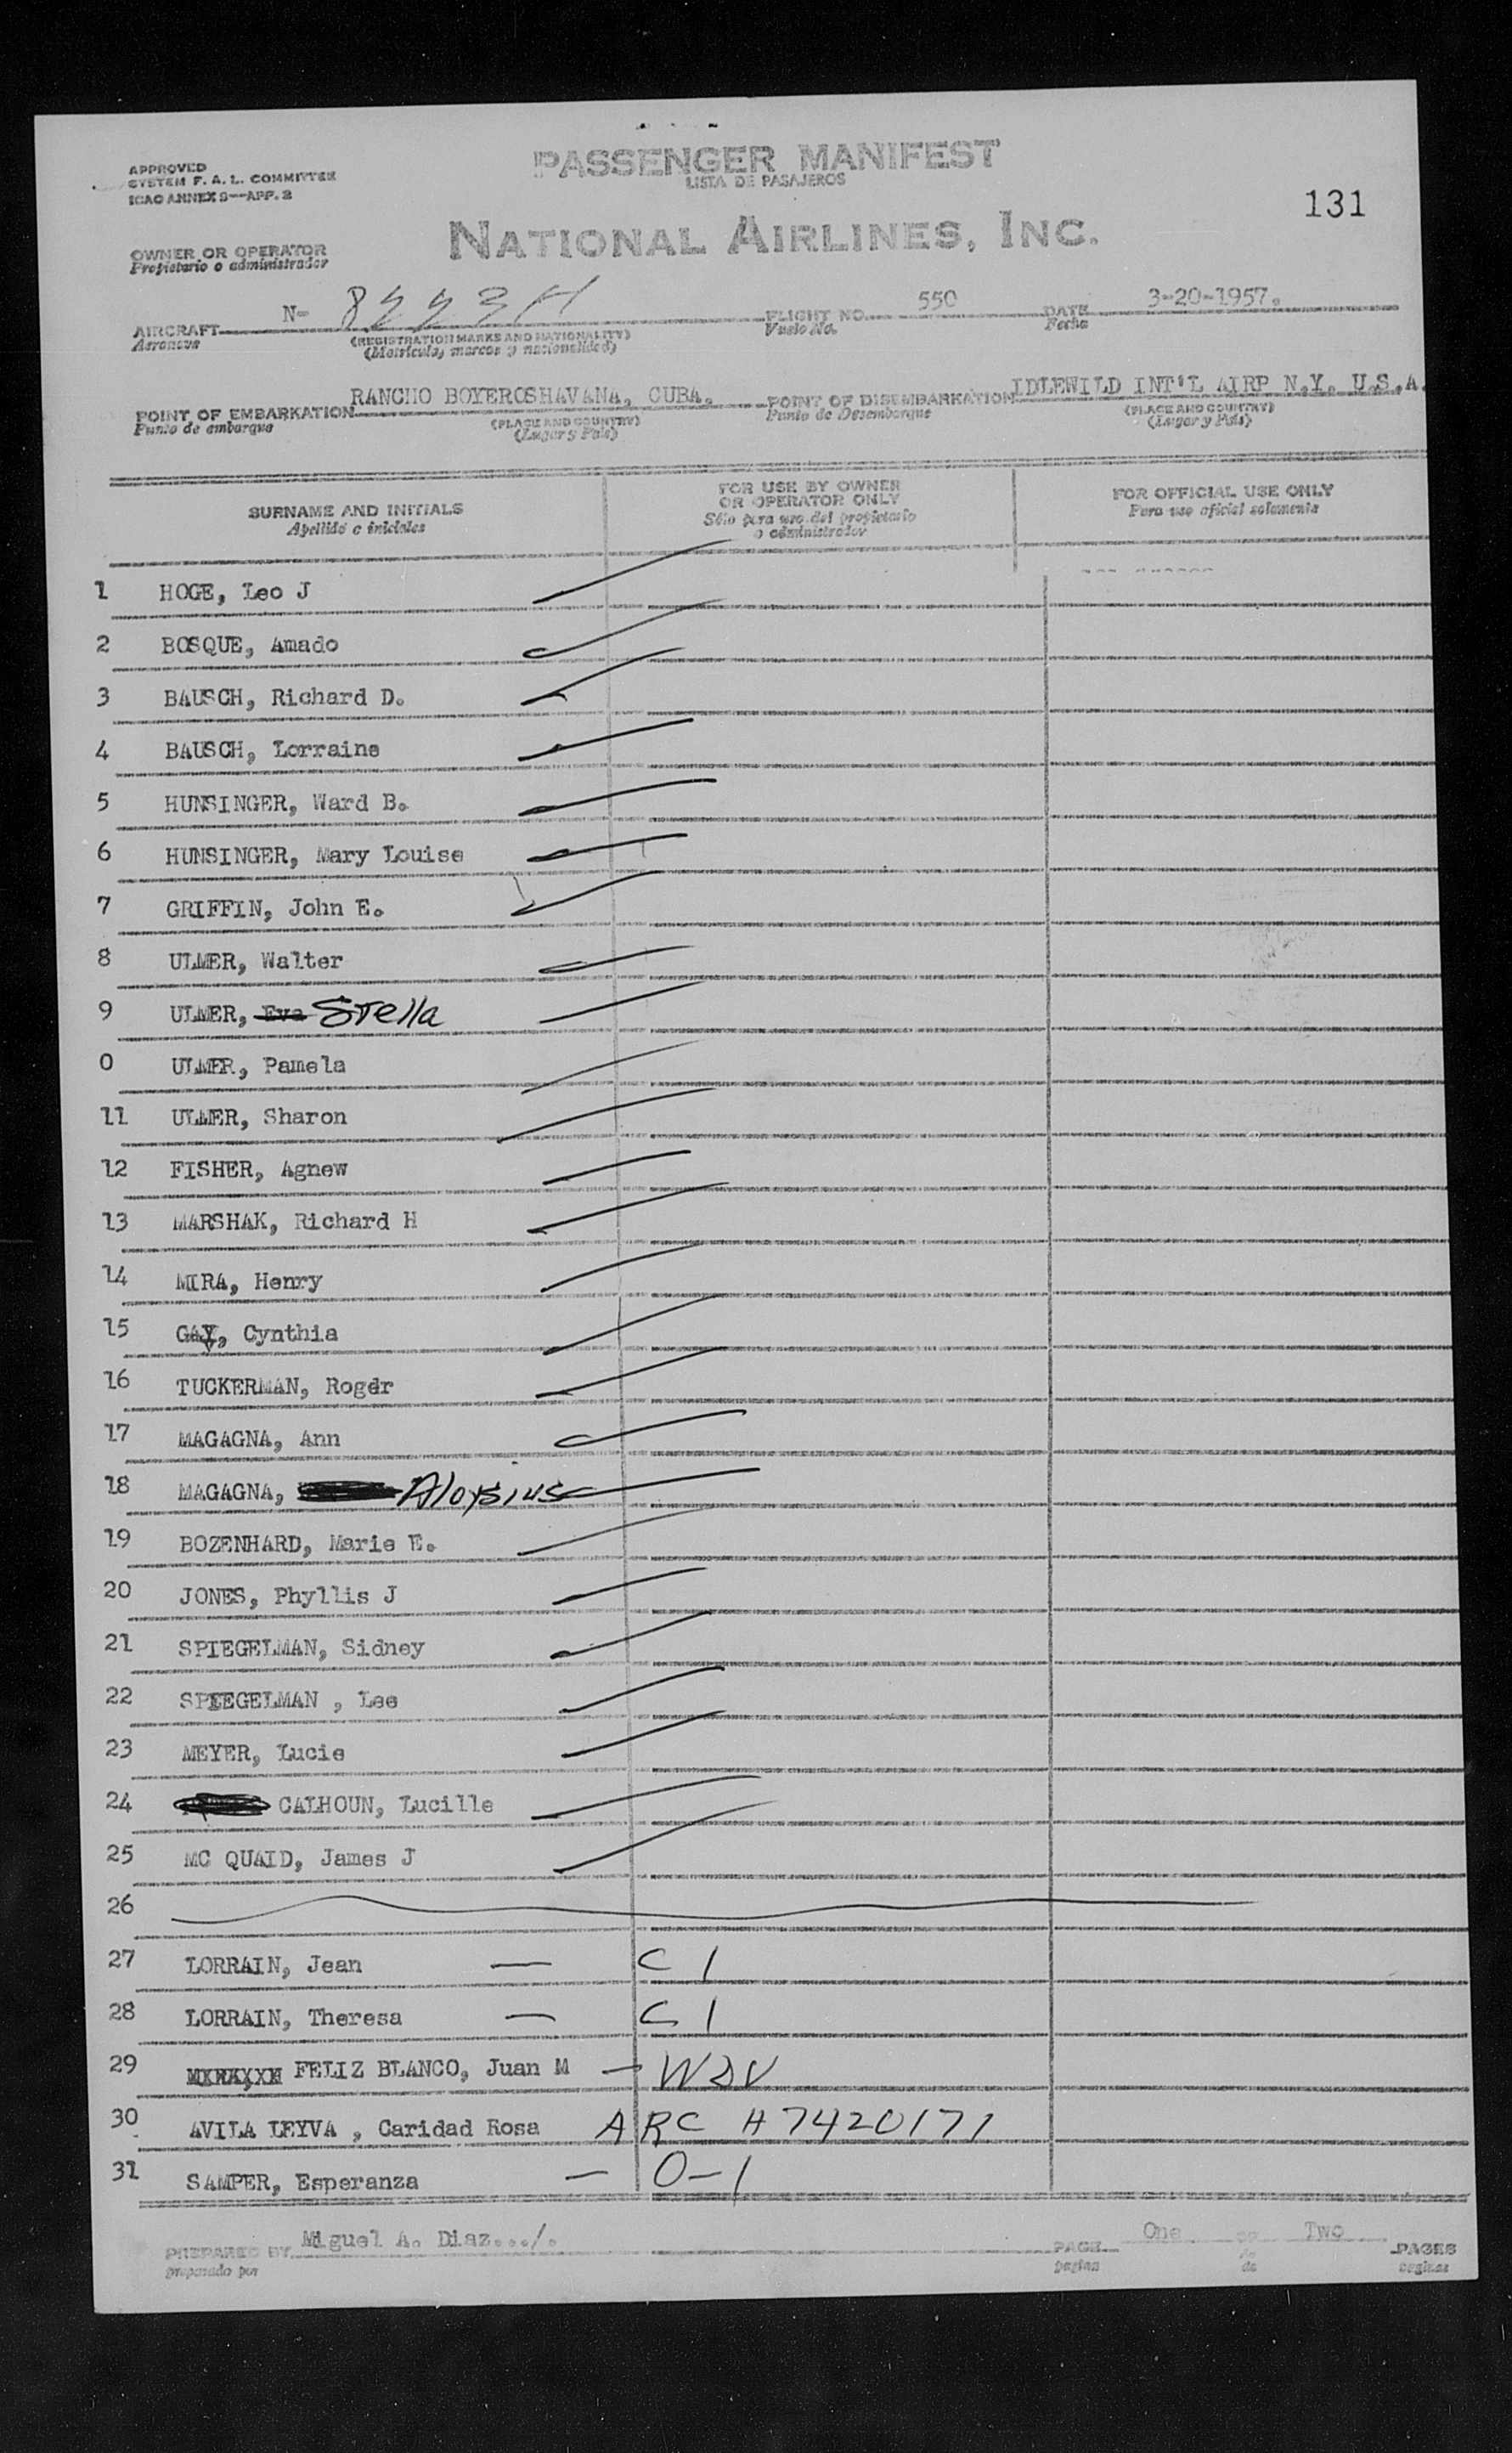 PASSENGER MANIFEST
LISTA DE PASAJEROS
APPROVED
SYSTEM F. A. L. COMMITTEE
ICAO ANNEX 9—APP. 2
131
NATIONAL AIRLINES, INC.
OWNER OR OPERATOR
Propietario o administrador
AIRCRAFT N- 8223H FLIGHT NO. 550 DATE 3-20-1957.
Aeronave (REGISTRATION MARKS AND NATIONALITY) Vuelo No. Fecha
(Matricula, marcas y nacionalidad)
POINT OF EMBARKATION RANCHO BOYEROSHAVANA, CUBA. POINT OF DISEMBARKATION IDLEWILD INT'L AIRP N.Y. U.S.A.
Punto de embarque (PLACE AND COUNTRY) Punto de Desembarque (PLACE AND COUNTRY)
(Lugar y País) (Lugar y País)
SURNAME AND INITIALS
Apellido e iniciales
FOR USE BY OWNER
OR OPERATOR ONLY
Sólo para uso del propietario
o administrador
FOR OFFICIAL USE ONLY
Para uso oficial solamente
1 HOGE, Leo J
2 BOSQUE, Amado
3 BAUSCH, Richard D.
4 BAUSCH, Lorraine
5 HUNSINGER, Ward B.
6 HUNSINGER, Mary Louise
7 GRIFFIN, John E.
8 ULMER, Walter
9 ULMER, Eva Stella
0 ULMER, Pamela
11 ULMER, Sharon
12 FISHER, Agnew
13 MARSHAK, Richard H
14 MIRA, Henry
15 GAY, Cynthia
16 TUCKERMAN, Roger
17 MAGAGNA, Ann
18 MAGAGNA, Aloysius
19 BOZENHARD, Marie E.
20 JONES, Phyllis J
21 SPIEGELMAN, Sidney
22 SPIEGELMAN , Lee
23 MEYER, Lucie
24 CALHOUN, Lucille
25 MC QUAID, James J
26
27 LORRAIN, Jean — C 1
28 LORRAIN, Theresa — C 1
29 FELIZ BLANCO, Juan M — WDV
30 AVILA LEYVA , Caridad Rosa ARC H7420171
31 SAMPER, Esperanza — O-1
PREPARED BY Miguel A. Diaz.../. PAGE One OF Two PAGES
preparado por pagina de paginas